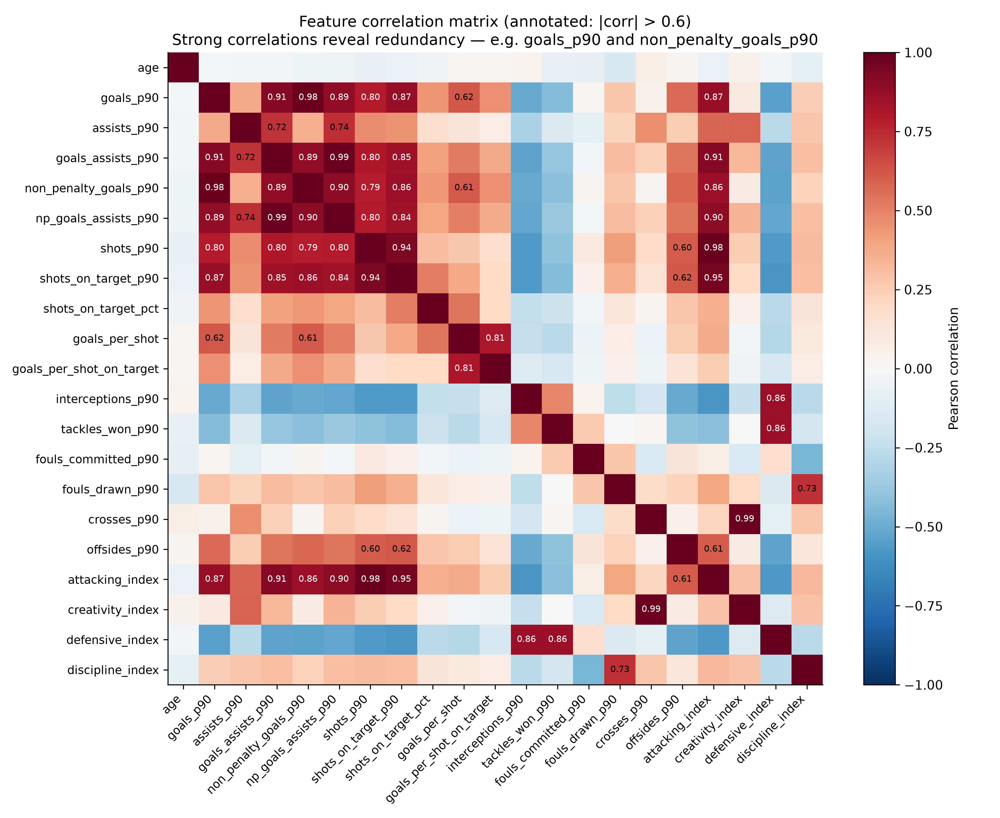 Feature correlation matrix (annotated: |corr| > 0.6)
Strong correlations reveal redundancy — e.g. goals_p90 and non_penalty_goals_p90
age
goals_p90 0.91 0.98 0.89 0.80 0.87 0.62 0.87
assists_p90 0.72 0.74
goals_assists_p90 0.91 0.72 0.89 0.99 0.80 0.85 0.91
non_penalty_goals_p90 0.98 0.89 0.90 0.79 0.86 0.61 0.86
np_goals_assists_p90 0.89 0.74 0.99 0.90 0.80 0.84 0.90
shots_p90 0.80 0.80 0.79 0.80 0.94 0.60 0.98
shots_on_target_p90 0.87 0.85 0.86 0.84 0.94 0.62 0.95
shots_on_target_pct
goals_per_shot 0.62 0.61 0.81
goals_per_shot_on_target 0.81
interceptions_p90 0.86
tackles_won_p90 0.86
fouls_committed_p90
fouls_drawn_p90 0.73
crosses_p90 0.99
offsides_p90 0.60 0.62 0.61
attacking_index 0.87 0.91 0.86 0.90 0.98 0.95 0.61
creativity_index 0.99
defensive_index 0.86 0.86
discipline_index 0.73
age
goals_p90
assists_p90
goals_assists_p90
non_penalty_goals_p90
np_goals_assists_p90
shots_p90
shots_on_target_p90
shots_on_target_pct
goals_per_shot
goals_per_shot_on_target
interceptions_p90
tackles_won_p90
fouls_committed_p90
fouls_drawn_p90
crosses_p90
offsides_p90
attacking_index
creativity_index
defensive_index
discipline_index
1.00
0.75
0.50
0.25
0.00
−0.25
−0.50
−0.75
−1.00
Pearson correlation